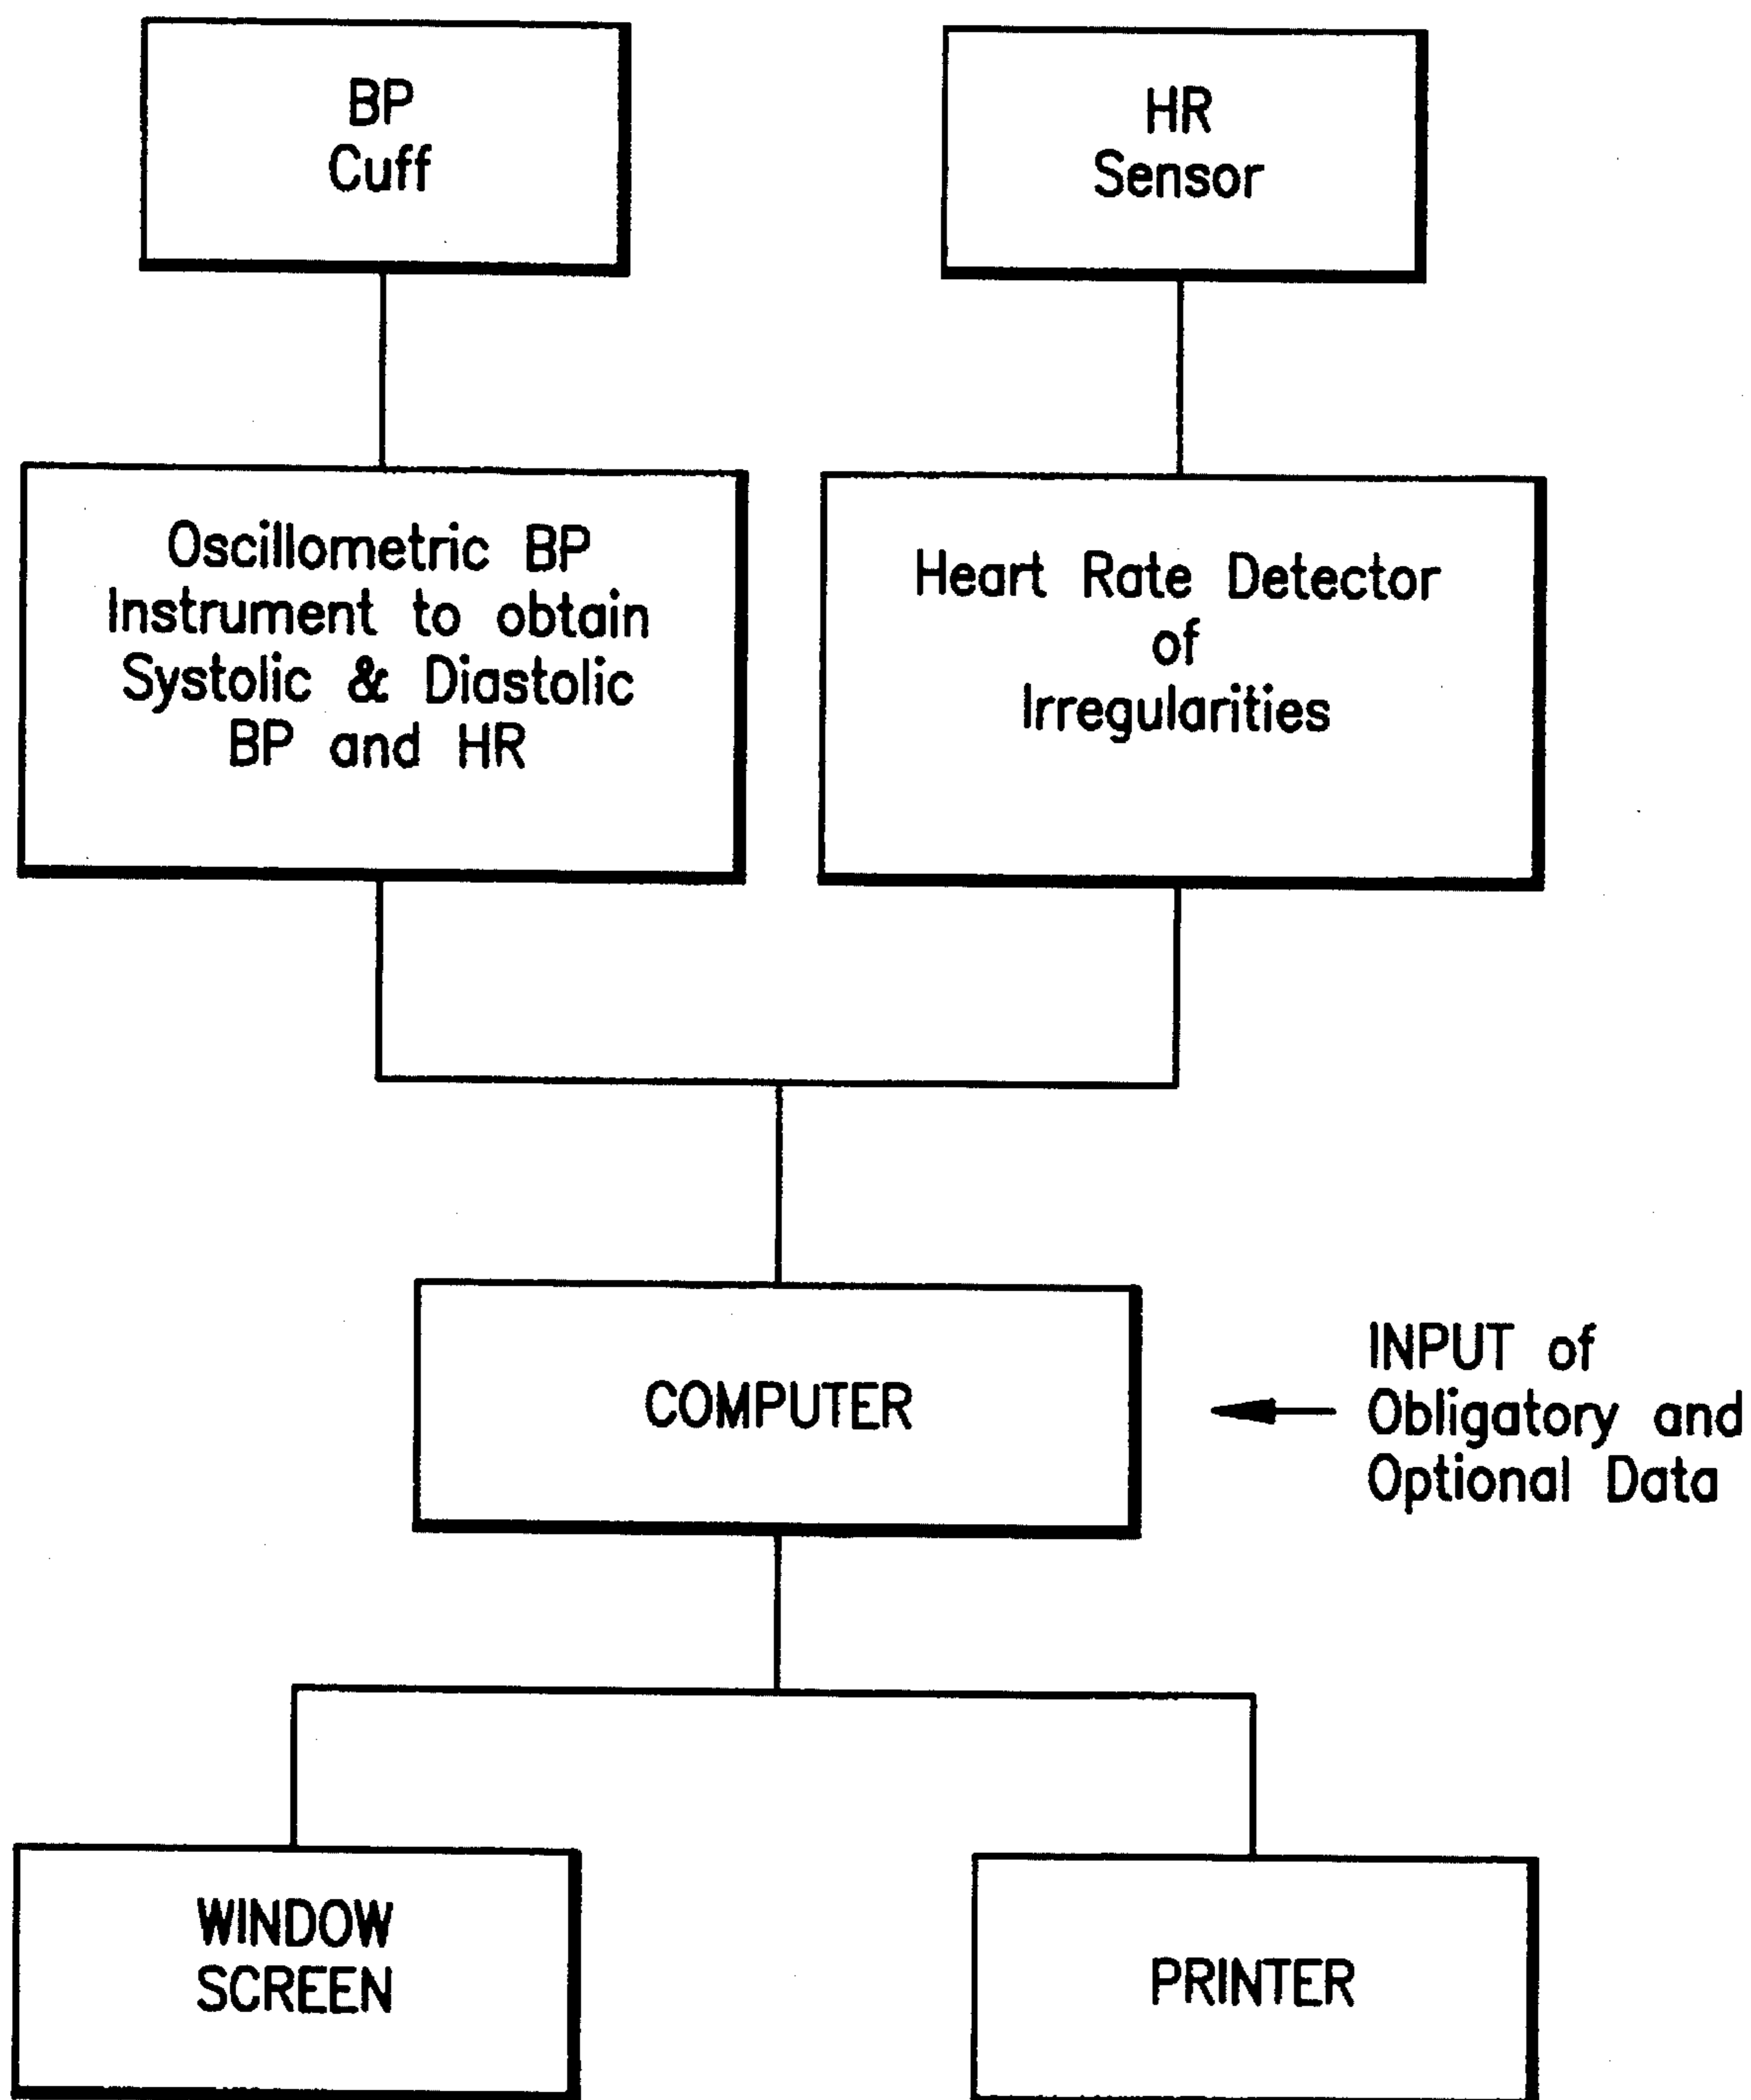 BP
Cuff
HR
Sensor
Oscillometric BP
Instrument to obtain
Systolic & Diastolic
BP and HR
Heart Rate Detector
of
Irregularities
COMPUTER
INPUT of
Obligatory and
Optional Data
WINDOW
SCREEN
PRINTER